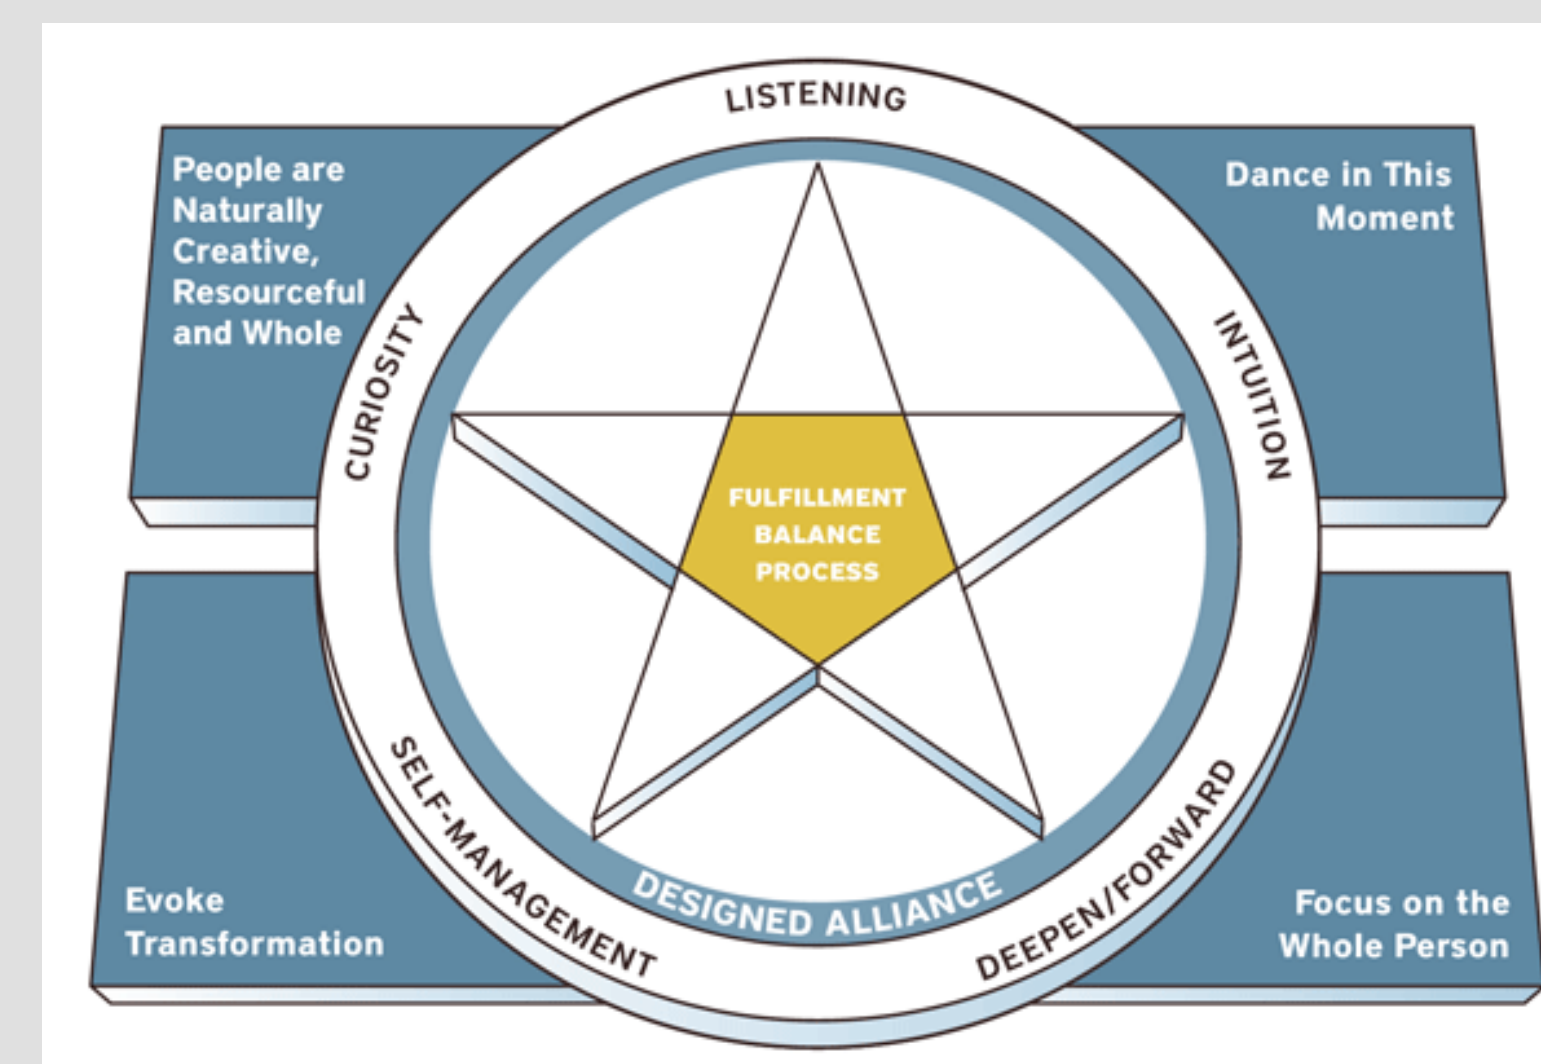 LISTENING
People are
Naturally
Creative,
Resourceful
and Whole
Dance in This
Moment
CURIOSITY
INTUITION
FULFILLMENT
BALANCE
PROCESS
SELF-MANAGEMENT
DESIGNED ALLIANCE
DEEPEN/FORWARD
Evoke
Transformation
Focus on the
Whole Person